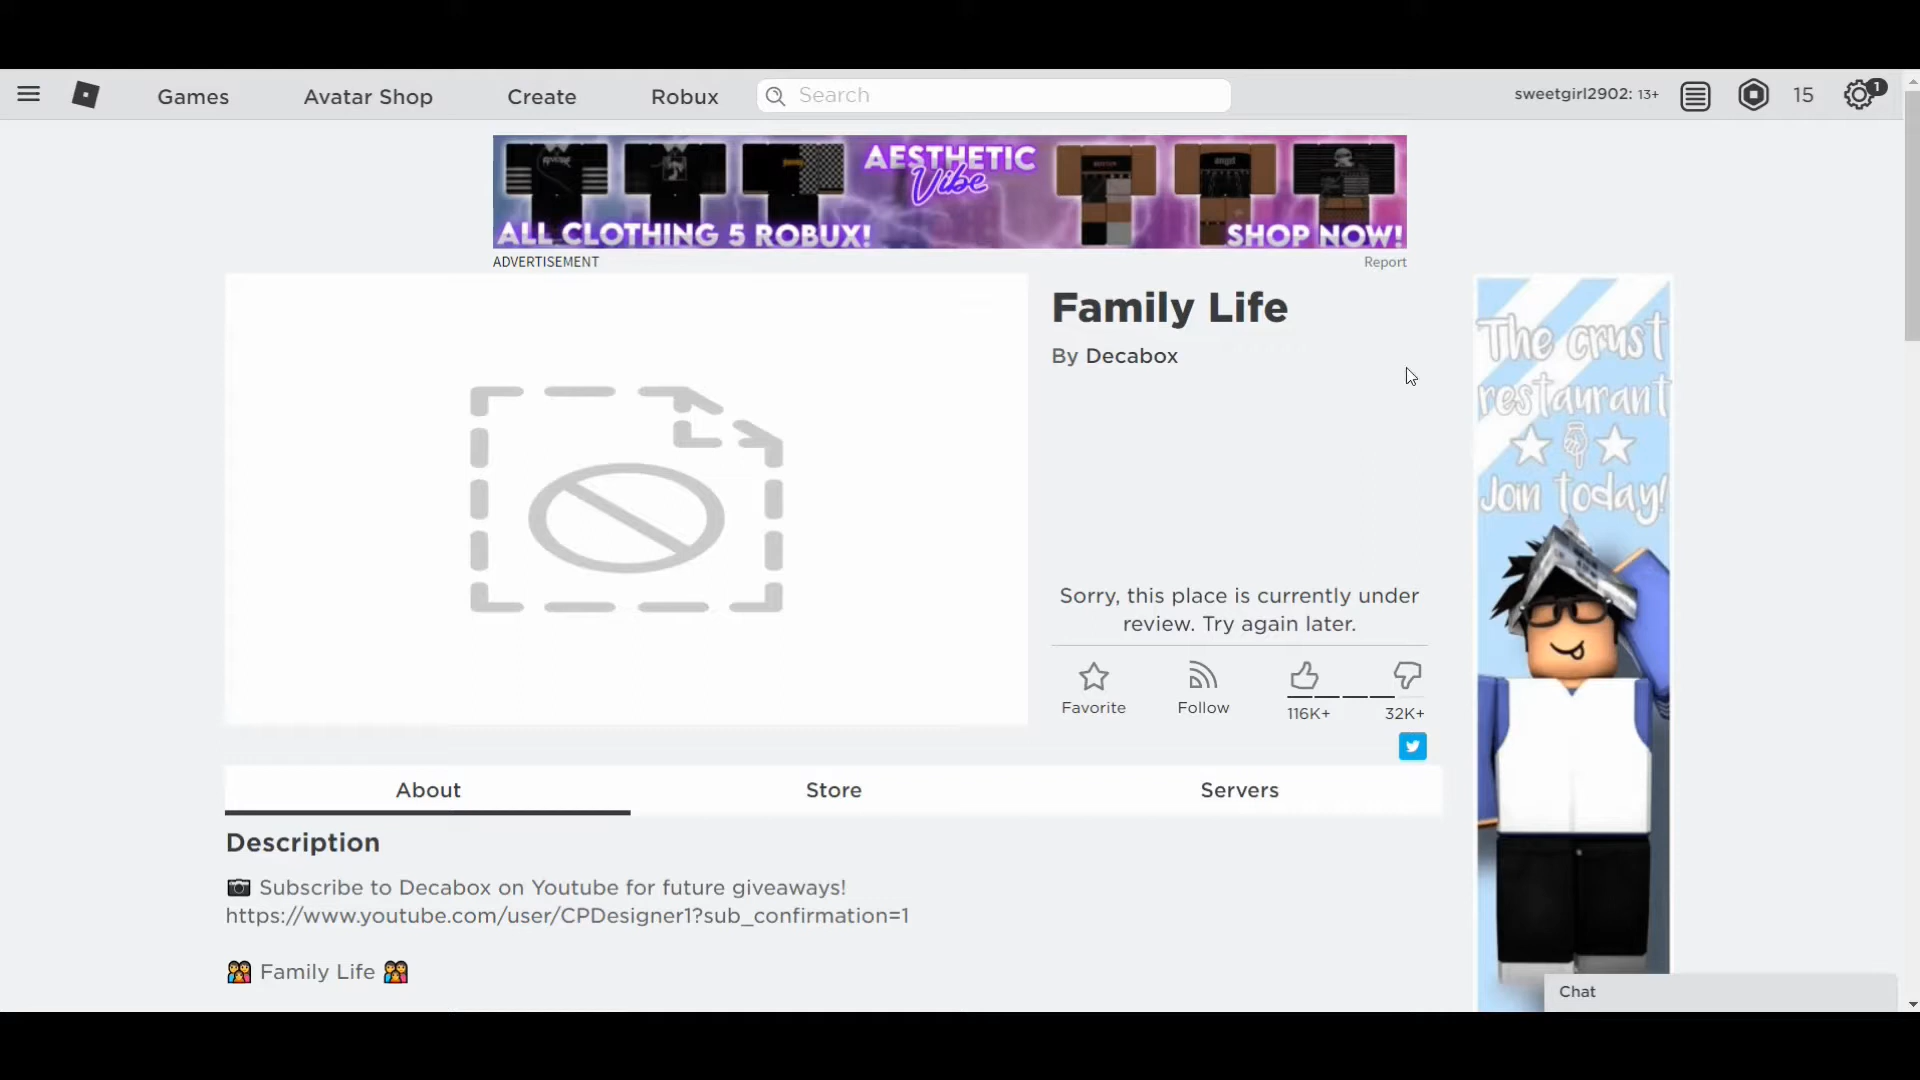 Games
Avatar Shop
Create
Robux
Search
sweetgirl2902: 13+
15
1
AESTHETIC
Vibe
ALL CLOTHING 5 ROBUX!
SHOP NOW!
ADVERTISEMENT
Report
Family Life
By Decabox
Sorry, this place is currently under
review. Try again later.
Favorite
Follow
116K+
32K+
The crust
restaurant
Join today!
About
Store
Servers
Description
📷 Subscribe to Decabox on Youtube for future giveaways!
https://www.youtube.com/user/CPDesigner1?sub_confirmation=1
👪 Family Life 👪
Chat